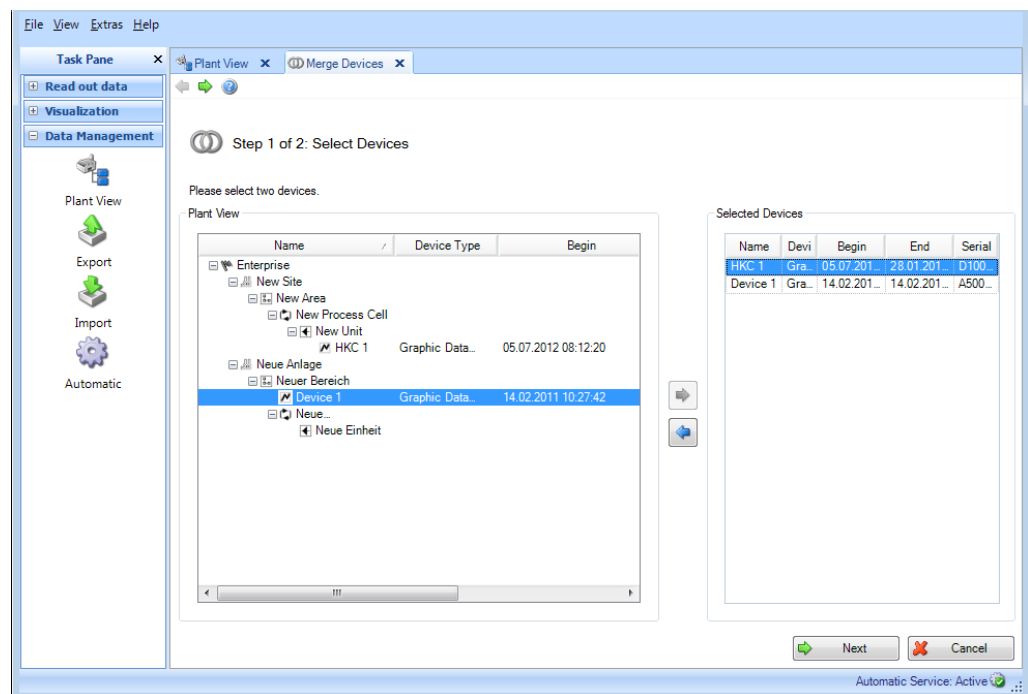 File View Extras Help
Task Pane x
Plant View x Merge Devices x
Read out data
Visualization
Data Management
Plant View
Export
Import
Automatic
Step 1 of 2: Select Devices
Please select two devices.
Plant View
Name Device Type Begin
Enterprise
New Site
New Area
New Process Cell
New Unit
HKC 1 Graphic Data... 05.07.2012 08:12:20
Neue Anlage
Neuer Bereich
Device 1 Graphic Data... 14.02.2011 10:27:42
Neue...
Neue Einheit
Selected Devices
Name Devi Begin End Serial
HKC 1 Gra... 05.07.201... 28.01.201... D100...
Device 1 Gra... 14.02.201... 14.02.201... A500...
Next Cancel
Automatic Service: Active